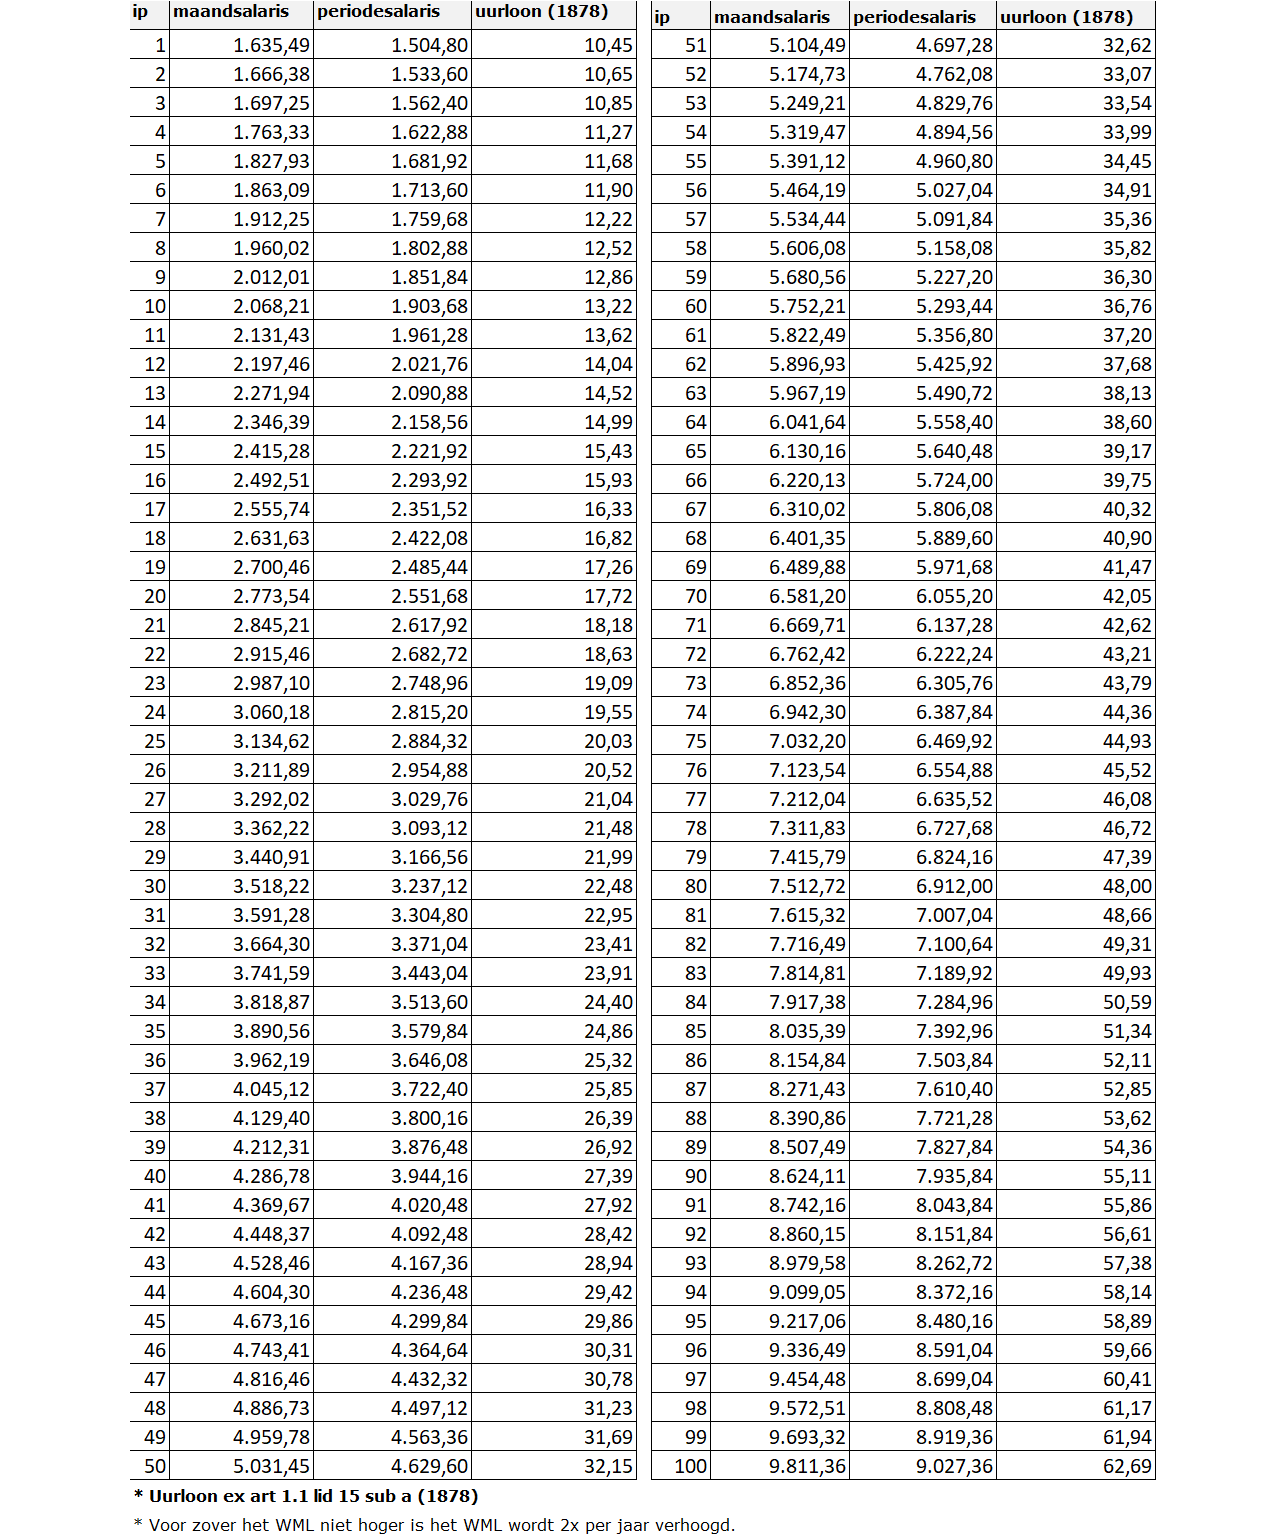 ip maandsalaris periodesalaris uurloon (1878) ip maandsalaris periodesalaris uurloon (1878)
1 1.635,49 1.504,80 10,45 51 5.104,49 4.697,28 32,62
2 1.666,38 1.533,60 10,65 52 5.174,73 4.762,08 33,07
3 1.697,25 1.562,40 10,85 53 5.249,21 4.829,76 33,54
4 1.763,33 1.622,88 11,27 54 5.319,47 4.894,56 33,99
5 1.827,93 1.681,92 11,68 55 5.391,12 4.960,80 34,45
6 1.863,09 1.713,60 11,90 56 5.464,19 5.027,04 34,91
7 1.912,25 1.759,68 12,22 57 5.534,44 5.091,84 35,36
8 1.960,02 1.802,88 12,52 58 5.606,08 5.158,08 35,82
9 2.012,01 1.851,84 12,86 59 5.680,56 5.227,20 36,30
10 2.068,21 1.903,68 13,22 60 5.752,21 5.293,44 36,76
11 2.131,43 1.961,28 13,62 61 5.822,49 5.356,80 37,20
12 2.197,46 2.021,76 14,04 62 5.896,93 5.425,92 37,68
13 2.271,94 2.090,88 14,52 63 5.967,19 5.490,72 38,13
14 2.346,39 2.158,56 14,99 64 6.041,64 5.558,40 38,60
15 2.415,28 2.221,92 15,43 65 6.130,16 5.640,48 39,17
16 2.492,51 2.293,92 15,93 66 6.220,13 5.724,00 39,75
17 2.555,74 2.351,52 16,33 67 6.310,02 5.806,08 40,32
18 2.631,63 2.422,08 16,82 68 6.401,35 5.889,60 40,90
19 2.700,46 2.485,44 17,26 69 6.489,88 5.971,68 41,47
20 2.773,54 2.551,68 17,72 70 6.581,20 6.055,20 42,05
21 2.845,21 2.617,92 18,18 71 6.669,71 6.137,28 42,62
22 2.915,46 2.682,72 18,63 72 6.762,42 6.222,24 43,21
23 2.987,10 2.748,96 19,09 73 6.852,36 6.305,76 43,79
24 3.060,18 2.815,20 19,55 74 6.942,30 6.387,84 44,36
25 3.134,62 2.884,32 20,03 75 7.032,20 6.469,92 44,93
26 3.211,89 2.954,88 20,52 76 7.123,54 6.554,88 45,52
27 3.292,02 3.029,76 21,04 77 7.212,04 6.635,52 46,08
28 3.362,22 3.093,12 21,48 78 7.311,83 6.727,68 46,72
29 3.440,91 3.166,56 21,99 79 7.415,79 6.824,16 47,39
30 3.518,22 3.237,12 22,48 80 7.512,72 6.912,00 48,00
31 3.591,28 3.304,80 22,95 81 7.615,32 7.007,04 48,66
32 3.664,30 3.371,04 23,41 82 7.716,49 7.100,64 49,31
33 3.741,59 3.443,04 23,91 83 7.814,81 7.189,92 49,93
34 3.818,87 3.513,60 24,40 84 7.917,38 7.284,96 50,59
35 3.890,56 3.579,84 24,86 85 8.035,39 7.392,96 51,34
36 3.962,19 3.646,08 25,32 86 8.154,84 7.503,84 52,11
37 4.045,12 3.722,40 25,85 87 8.271,43 7.610,40 52,85
38 4.129,40 3.800,16 26,39 88 8.390,86 7.721,28 53,62
39 4.212,31 3.876,48 26,92 89 8.507,49 7.827,84 54,36
40 4.286,78 3.944,16 27,39 90 8.624,11 7.935,84 55,11
41 4.369,67 4.020,48 27,92 91 8.742,16 8.043,84 55,86
42 4.448,37 4.092,48 28,42 92 8.860,15 8.151,84 56,61
43 4.528,46 4.167,36 28,94 93 8.979,58 8.262,72 57,38
44 4.604,30 4.236,48 29,42 94 9.099,05 8.372,16 58,14
45 4.673,16 4.299,84 29,86 95 9.217,06 8.480,16 58,89
46 4.743,41 4.364,64 30,31 96 9.336,49 8.591,04 59,66
47 4.816,46 4.432,32 30,78 97 9.454,48 8.699,04 60,41
48 4.886,73 4.497,12 31,23 98 9.572,51 8.808,48 61,17
49 4.959,78 4.563,36 31,69 99 9.693,32 8.919,36 61,94
50 5.031,45 4.629,60 32,15 100 9.811,36 9.027,36 62,69
* Uurloon ex art 1.1 lid 15 sub a (1878)
* Voor zover het WML niet hoger is het WML wordt 2x per jaar verhoogd.